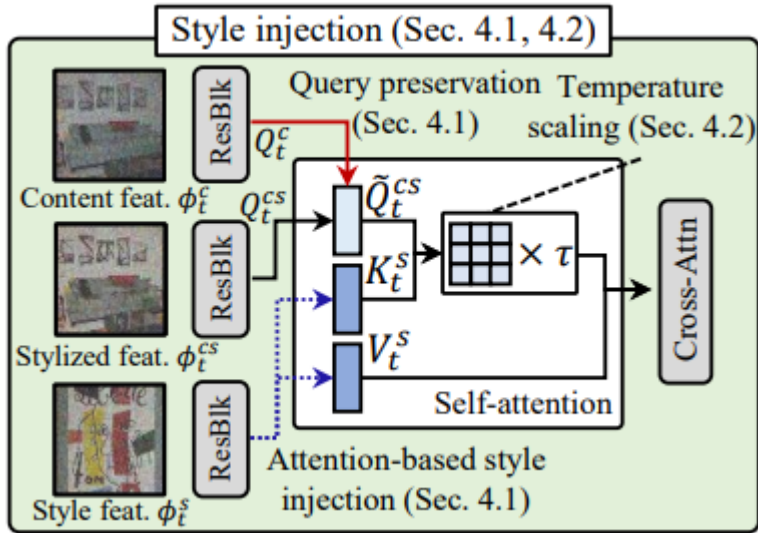 Style injection (Sec. 4.1, 4.2)
ResBlk
Query preservation
(Sec. 4.1)
Temperature
scaling (Sec. 4.2)
Q_t^c
Content feat. ϕ_t^c
Q_t^{cs}
Q̃_t^{cs}
ResBlk
K_t^s
× τ
Cross-Attn
Stylized feat. ϕ_t^{cs}
V_t^s
Self-attention
ResBlk
Attention-based style
injection (Sec. 4.1)
Style feat. ϕ_t^s